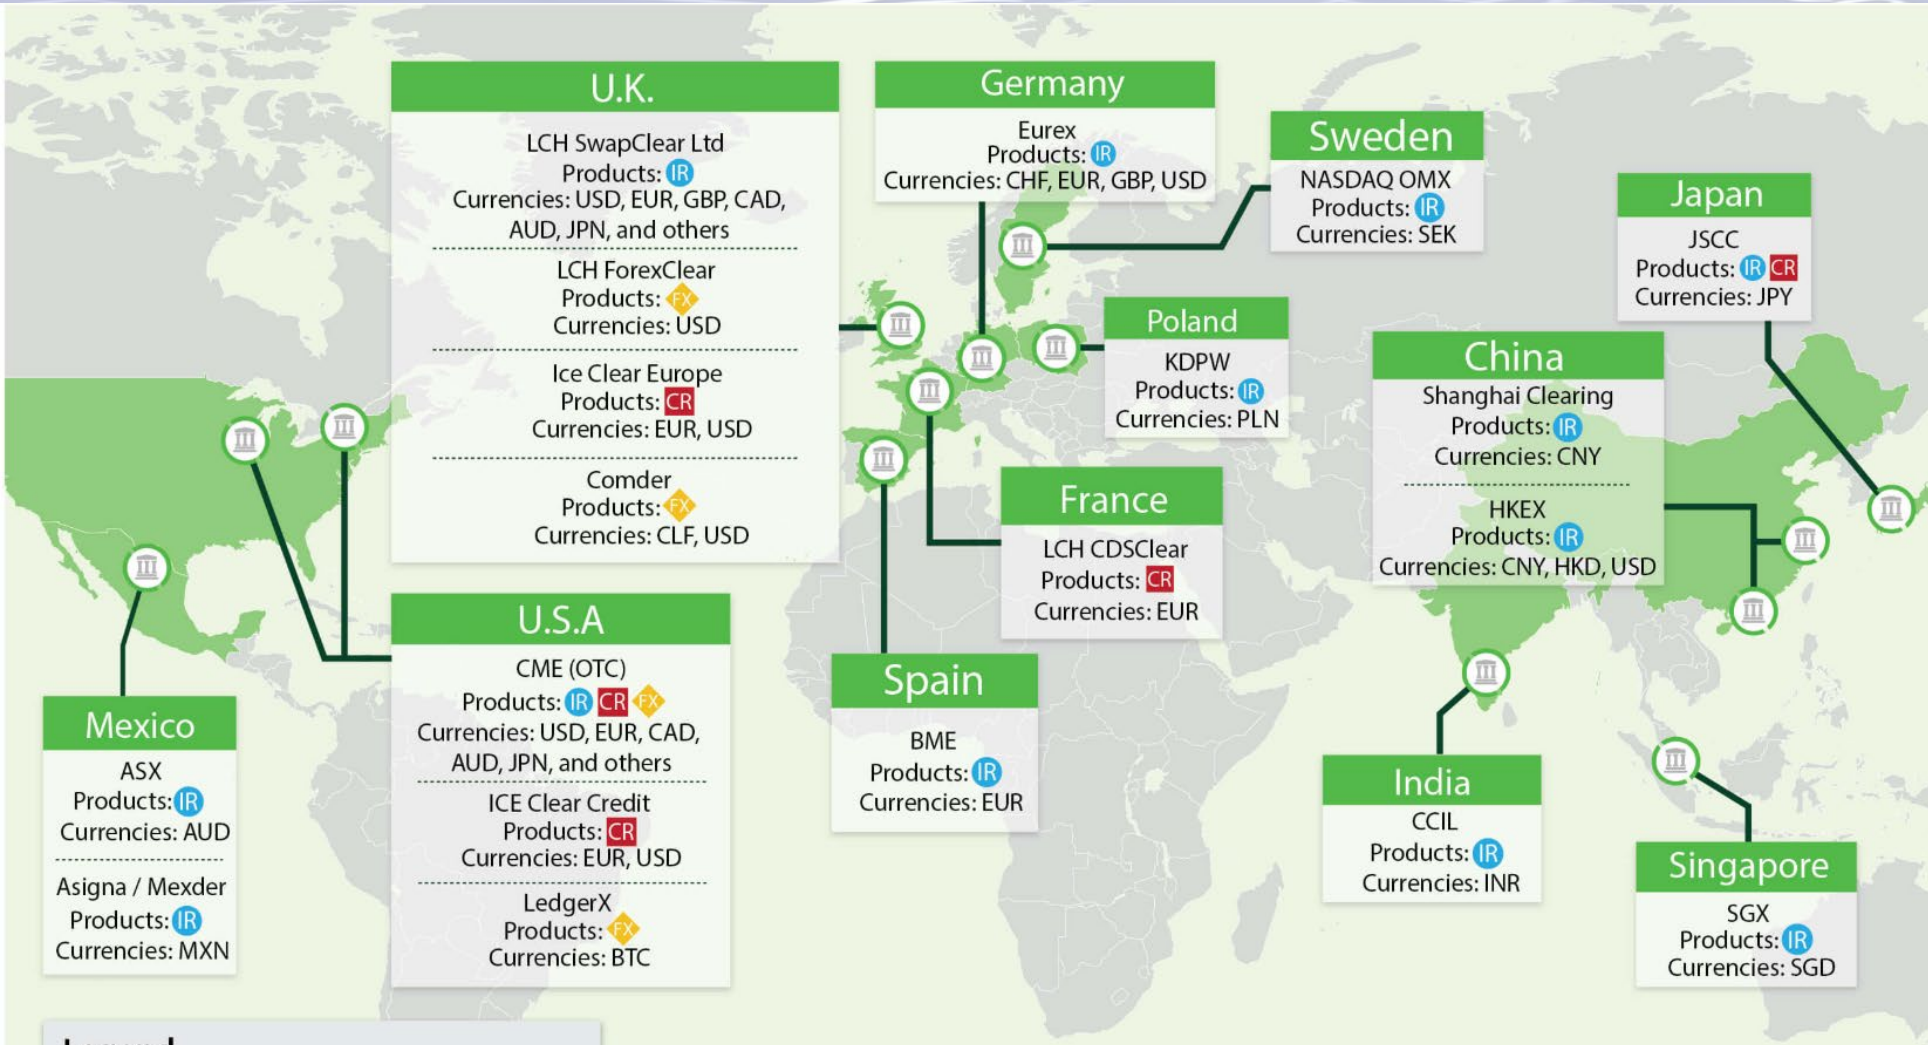 U.K.
LCH SwapClear Ltd
Products: IR
Currencies: USD, EUR, GBP, CAD,
AUD, JPN, and others
LCH ForexClear
Products: FX
Currencies: USD
Ice Clear Europe
Products: CR
Currencies: EUR, USD
Comder
Products: FX
Currencies: CLF, USD
Germany
Eurex
Products: IR
Currencies: CHF, EUR, GBP, USD
Sweden
NASDAQ OMX
Products: IR
Currencies: SEK
Japan
JSCC
Products: IR CR
Currencies: JPY
Poland
KDPW
Products: IR
Currencies: PLN
China
Shanghai Clearing
Products: IR
Currencies: CNY
HKEX
Products: IR
Currencies: CNY, HKD, USD
France
LCH CDSClear
Products: CR
Currencies: EUR
U.S.A
CME (OTC)
Products: IR CR FX
Currencies: USD, EUR, CAD,
AUD, JPN, and others
ICE Clear Credit
Products: CR
Currencies: EUR, USD
LedgerX
Products: FX
Currencies: BTC
Spain
BME
Products: IR
Currencies: EUR
Mexico
ASX
Products: IR
Currencies: AUD
Asigna / Mexder
Products: IR
Currencies: MXN
India
CCIL
Products: IR
Currencies: INR
Singapore
SGX
Products: IR
Currencies: SGD